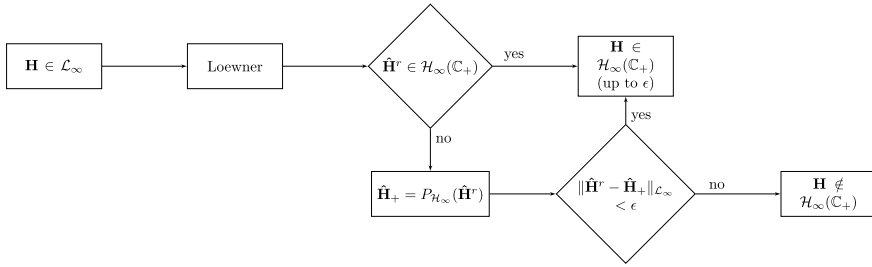 𝐇 ∈ ℒ∞
Loewner
𝐇̂ʳ ∈ ℋ∞(ℂ₊)
yes
𝐇 ∈
ℋ∞(ℂ₊)
(up to ϵ)
no
yes
𝐇̂₊ = P_ℋ∞(𝐇̂ʳ)
‖𝐇̂ʳ − 𝐇̂₊‖_ℒ∞
< ϵ
no
𝐇 ∉
ℋ∞(ℂ₊)